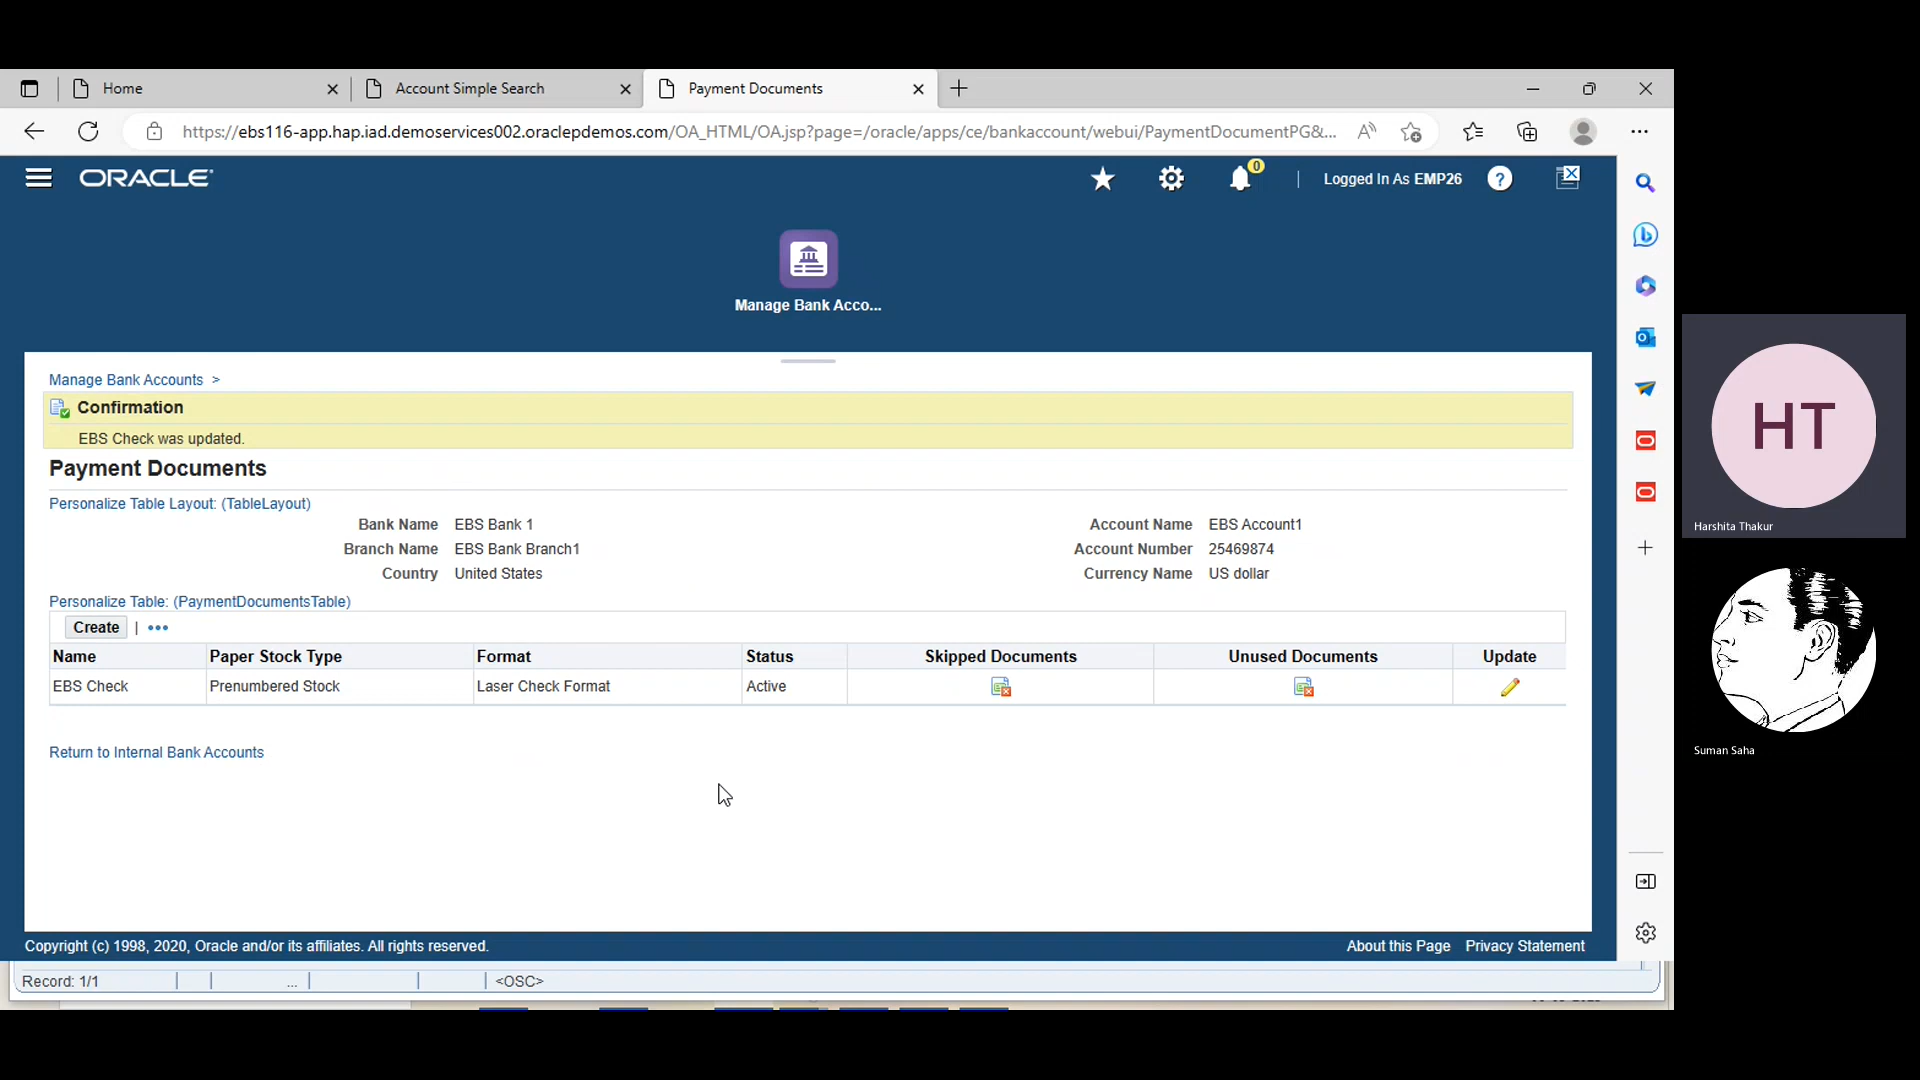 Home
Account Simple Search
Payment Documents
https://ebs116-app.hap.iad.demoservices002.oraclepdemos.com/OA_HTML/OA.jsp?page=/oracle/apps/ce/bankaccount/webui/PaymentDocumentPG&...
ORACLE
0
Logged In As EMP26
Manage Bank Acco...
Manage Bank Accounts >
Confirmation
EBS Check was updated.
Payment Documents
Personalize Table Layout: (TableLayout)
Bank Name EBS Bank 1 Account Name EBS Account1
Branch Name EBS Bank Branch1 Account Number 25469874
Country United States Currency Name US dollar
Personalize Table: (PaymentDocumentsTable)
Create | •••
Name Paper Stock Type Format Status Skipped Documents Unused Documents Update
EBS Check Prenumbered Stock Laser Check Format Active
Return to Internal Bank Accounts
Copyright (c) 1998, 2020, Oracle and/or its affiliates. All rights reserved. About this Page Privacy Statement
Record: 1/1 ... <OSC>
HT
Harshita Thakur
Suman Saha